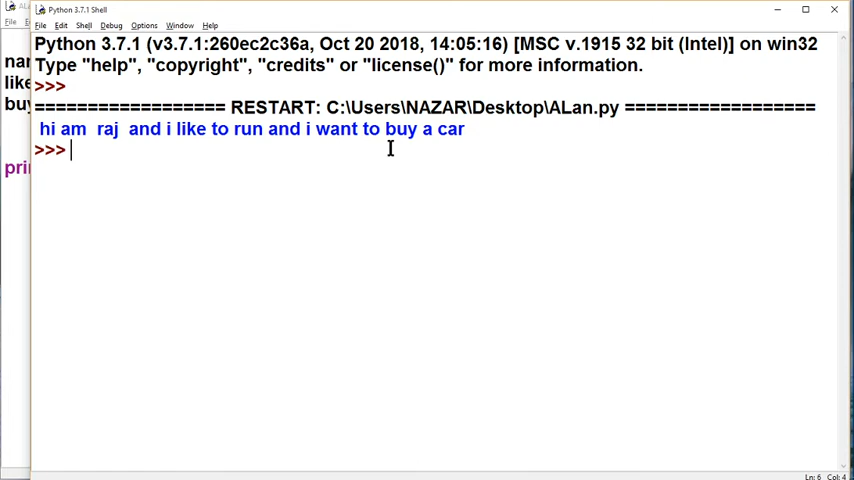 Python 3.7.1 Shell
File Edit Shell Debug Options Window Help
Python 3.7.1 (v3.7.1:260ec2c36a, Oct 20 2018, 14:05:16) [MSC v.1915 32 bit (Intel)] on win32
Type "help", "copyright", "credits" or "license()" for more information.
>>>
================== RESTART: C:\Users\NAZAR\Desktop\ALan.py ==================
hi am  raj  and i like to run and i want to buy a car
>>>
Ln: 6 Col: 4